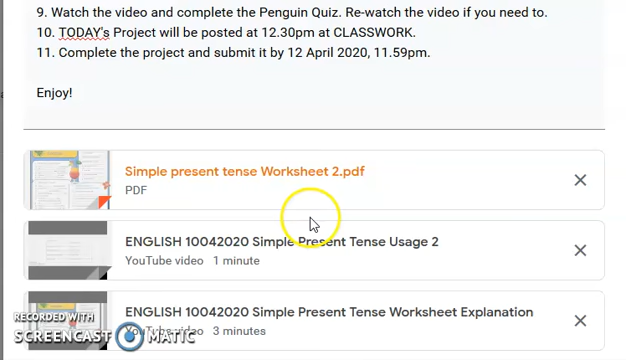 9. Watch the video and complete the Penguin Quiz. Re-watch the video if you need to.
10. TODAY's Project will be posted at 12.30pm at CLASSWORK.
11. Complete the project and submit it by 12 April 2020, 11.59pm.
Enjoy!
Simple present tense Worksheet 2.pdf
PDF
ENGLISH 10042020 Simple Present Tense Usage 2
YouTube video 1 minute
ENGLISH 10042020 Simple Present Tense Worksheet Explanation
YouTube video 3 minutes
RECORDED WITH
SCREENCAST MATIC